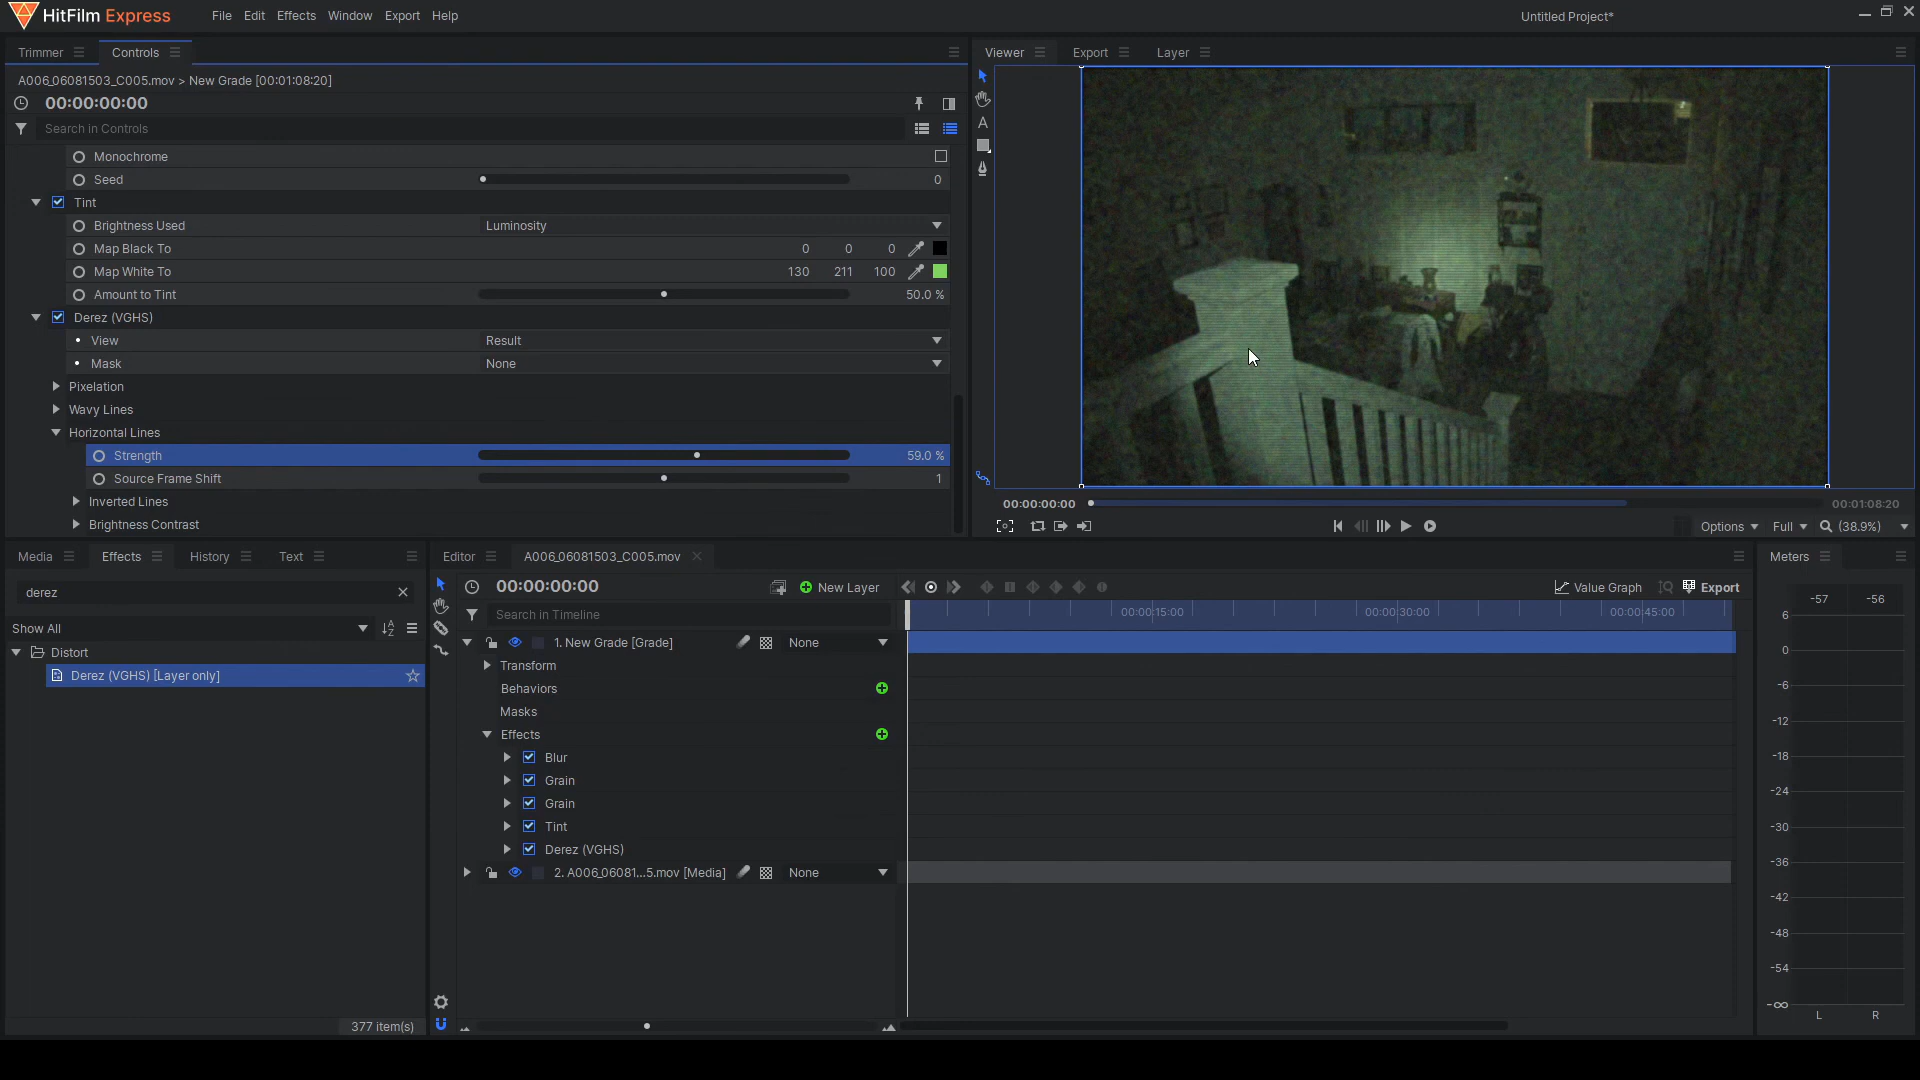 HitFilm Express
File Edit Effects Window Export Help
Untitled Project*
Trimmer Controls
A006_06081503_C005.mov > New Grade [00:01:08:20]
00:00:00:00
Search in Controls
Monochrome
Seed 0
Tint
Brightness Used Luminosity
Map Black To 0 0 0
Map White To 130 211 100
Amount to Tint 50.0 %
Derez (VGHS)
View Result
Mask None
Pixelation
Wavy Lines
Horizontal Lines
Strength 59.0 %
Source Frame Shift 1
Inverted Lines
Brightness Contrast
Viewer Export Layer
A
00:00:00:00 00:01:08:20
Options Full (38.9%)
Media Effects History Text
derez
Show All
Distort
Derez (VGHS) [Layer only]
377 item(s)
Editor A006_06081503_C005.mov
00:00:00:00 New Layer Value Graph Export
Search in Timeline
00:00:15:00 00:00:30:00 00:00:45:00
1. New Grade [Grade] None
Transform
Behaviors
Masks
Effects
Blur
Grain
Grain
Tint
Derez (VGHS)
2. A006_06081...5.mov [Media] None
Meters
-57 -56
6
0
-6
-12
-18
-24
-30
-36
-42
-48
-54
-∞
L R